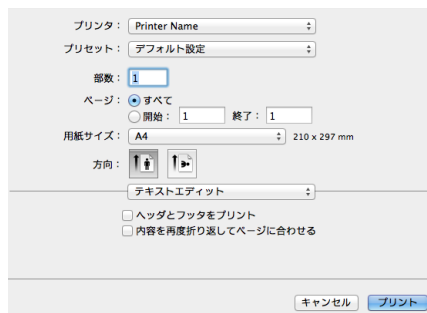 プリンタ： Printer Name
プリセット： デフォルト設定
部数： 1
ページ： すべて
開始： 1 終了： 1
用紙サイズ： A4 210 x 297 mm
方向：
テキストエディット
ヘッダとフッタをプリント
内容を再度折り返してページに合わせる
キャンセル プリント